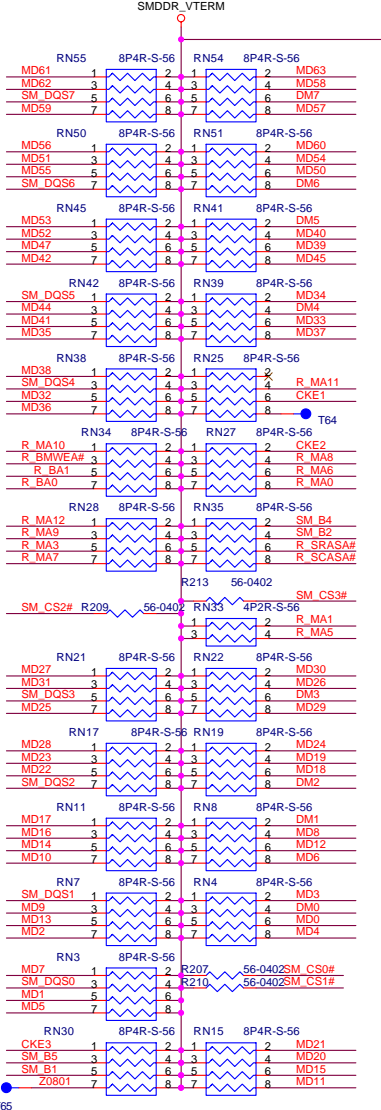 SMDDR_VTERM
RN55 8P4R-S-56 RN54 8P4R-S-56
MD61 1 2 1 2 MD63
MD62 3 4 3 4 MD58
SM_DQS7 5 6 5 6 DM7
MD59 7 8 7 8 MD57
RN50 8P4R-S-56 RN51 8P4R-S-56
MD56 1 2 1 2 MD60
MD51 3 4 3 4 MD54
MD55 5 6 5 6 MD50
SM_DQS6 7 8 7 8 DM6
RN45 8P4R-S-56 RN41 8P4R-S-56
MD53 1 2 1 2 DM5
MD52 3 4 3 4 MD40
MD47 5 6 5 6 MD39
MD42 7 8 7 8 MD45
RN42 8P4R-S-56 RN39 8P4R-S-56
SM_DQS5 1 2 1 2 MD34
MD44 3 4 3 4 DM4
MD41 5 6 5 6 MD33
MD35 7 8 7 8 MD37
RN38 8P4R-S-56 RN25 8P4R-S-56
MD38 1 2 1 2
SM_DQS4 3 4 3 4 R_MA11
MD32 5 6 5 6 CKE1
MD36 7 8 7 8 T64
RN34 8P4R-S-56 RN27 8P4R-S-56
R_MA10 1 2 1 2 CKE2
R_BMWEA# 3 4 3 4 R_MA8
R_BA1 5 6 5 6 R_MA6
R_BA0 7 8 7 8 R_MA0
RN28 8P4R-S-56 RN35 8P4R-S-56
R_MA12 1 2 1 2 SM_B4
R_MA9 3 4 3 4 SM_B2
R_MA3 5 6 5 6 R_SRASA#
R_MA7 7 8 7 8 R_SCASA#
R213 56-0402 SM_CS3#
SM_CS2# R209 56-0402 RN33 4P2R-S-56
1 2 R_MA1
3 4 R_MA5
RN21 8P4R-S-56 RN22 8P4R-S-56
MD27 1 2 1 2 MD30
MD31 3 4 3 4 MD26
SM_DQS3 5 6 5 6 DM3
MD25 7 8 7 8 MD29
RN17 8P4R-S-56 RN19 8P4R-S-56
MD28 1 2 1 2 MD24
MD23 3 4 3 4 MD19
MD22 5 6 5 6 MD18
SM_DQS2 7 8 7 8 DM2
RN11 8P4R-S-56 RN8 8P4R-S-56
MD17 1 2 1 2 DM1
MD16 3 4 3 4 MD8
MD14 5 6 5 6 MD12
MD10 7 8 7 8 MD6
RN7 8P4R-S-56 RN4 8P4R-S-56
SM_DQS1 1 2 1 2 MD3
MD9 3 4 3 4 DM0
MD13 5 6 5 6 MD0
MD2 7 8 7 8 MD4
RN3 8P4R-S-56
MD7 1 2 R207 56-0402 SM_CS0#
SM_DQS0 3 4 R210 56-0402 SM_CS1#
MD1 5 6
MD5 7 8
RN30 8P4R-S-56 RN15 8P4R-S-56
CKE3 1 2 1 2 MD21
SM_B5 3 4 3 4 MD20
SM_B1 5 6 5 6 MD15
Z0801 7 8 7 8 MD11